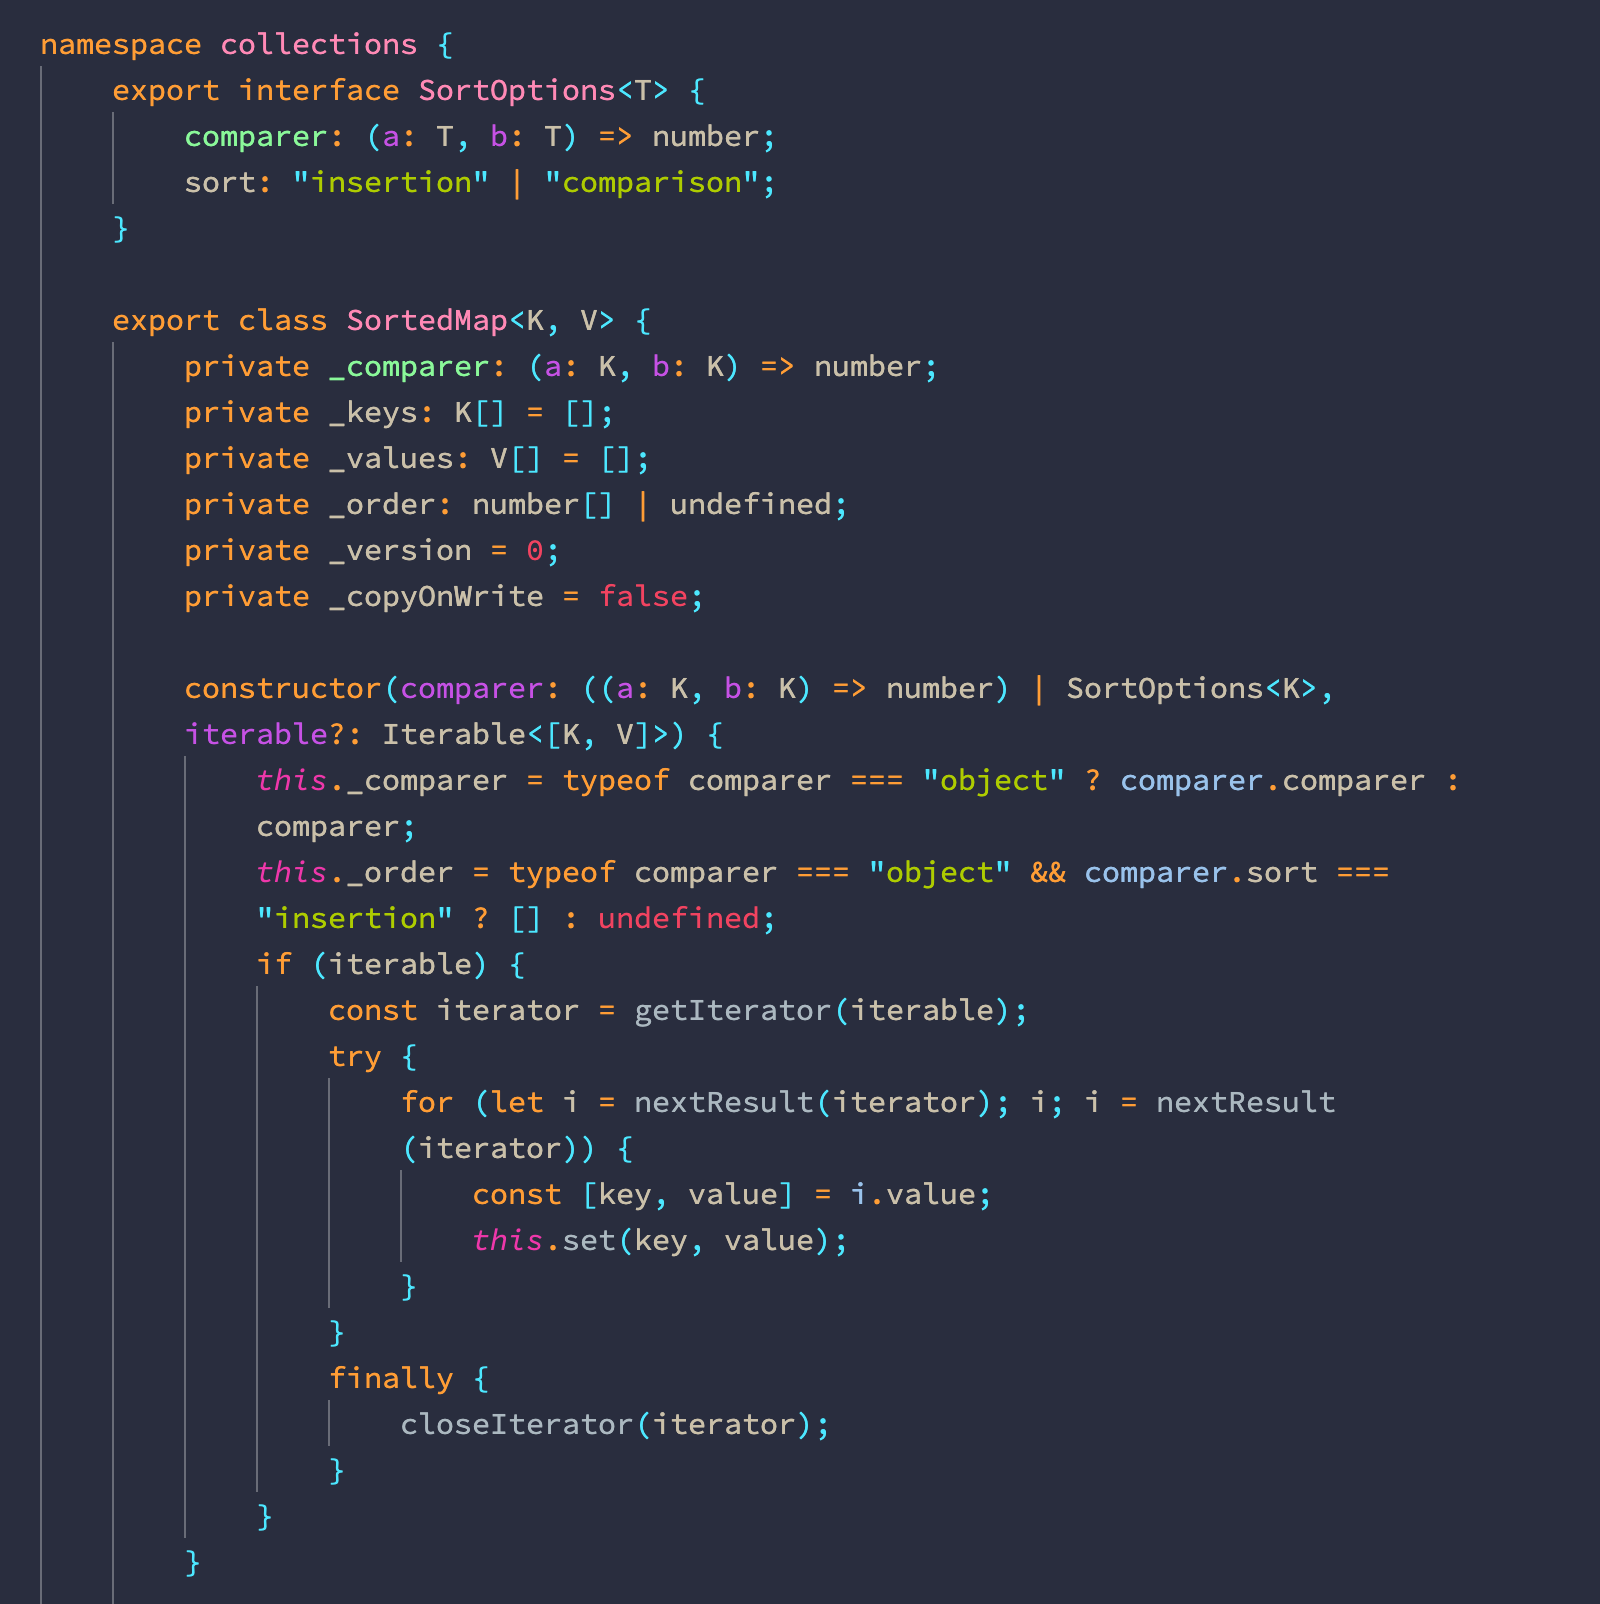 namespace collections {
    export interface SortOptions<T> {
        comparer: (a: T, b: T) => number;
        sort: "insertion" | "comparison";
    }

    export class SortedMap<K, V> {
        private _comparer: (a: K, b: K) => number;
        private _keys: K[] = [];
        private _values: V[] = [];
        private _order: number[] | undefined;
        private _version = 0;
        private _copyOnWrite = false;

        constructor(comparer: ((a: K, b: K) => number) | SortOptions<K>,
        iterable?: Iterable<[K, V]>) {
            this._comparer = typeof comparer === "object" ? comparer.comparer :
            comparer;
            this._order = typeof comparer === "object" && comparer.sort ===
            "insertion" ? [] : undefined;
            if (iterable) {
                const iterator = getIterator(iterable);
                try {
                    for (let i = nextResult(iterator); i; i = nextResult
                    (iterator)) {
                        const [key, value] = i.value;
                        this.set(key, value);
                    }
                }
                finally {
                    closeIterator(iterator);
                }
            }
        }